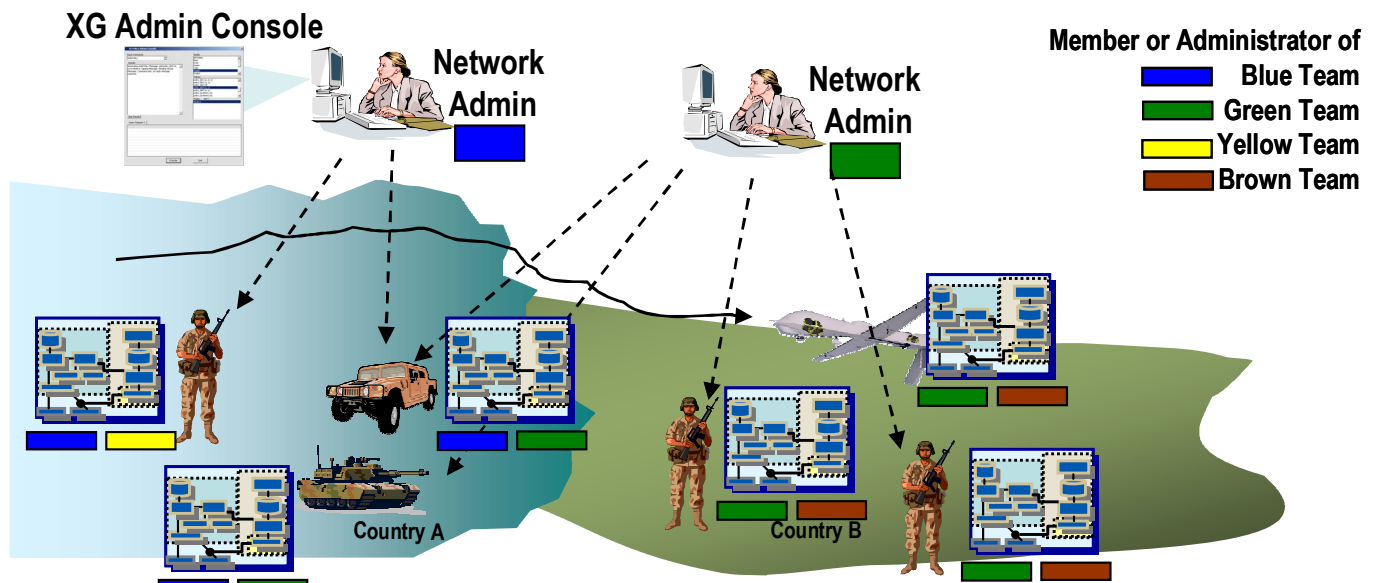 XG Admin Console
Network
Admin
Network
Admin
Member or Administrator of
Blue Team
Green Team
Yellow Team
Brown Team
Country A
Country B